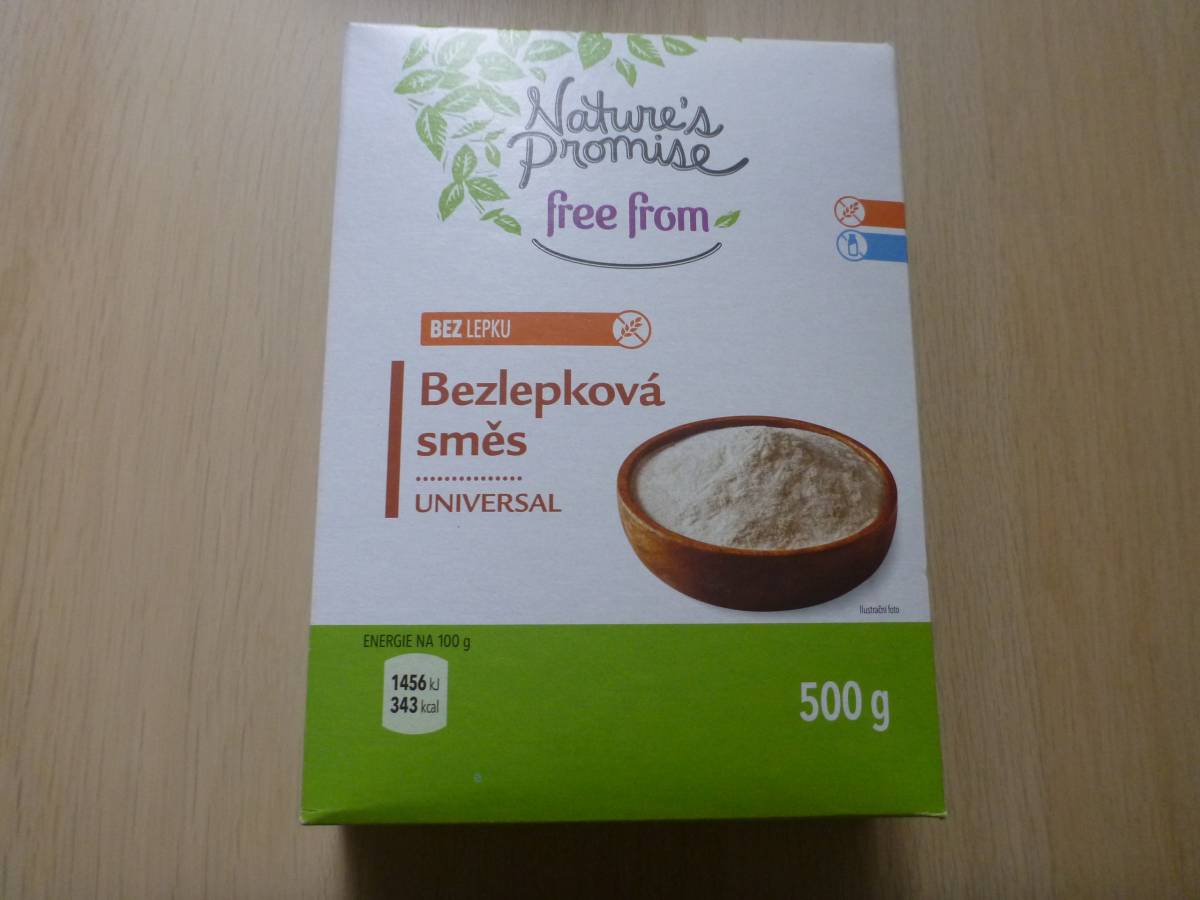 Nature's
Promise
free from
BEZ LEPKU
Bezlepková
směs
UNIVERSAL
Ilustrační foto
ENERGIE NA 100 g
1456 kJ
343 kcal
500 g